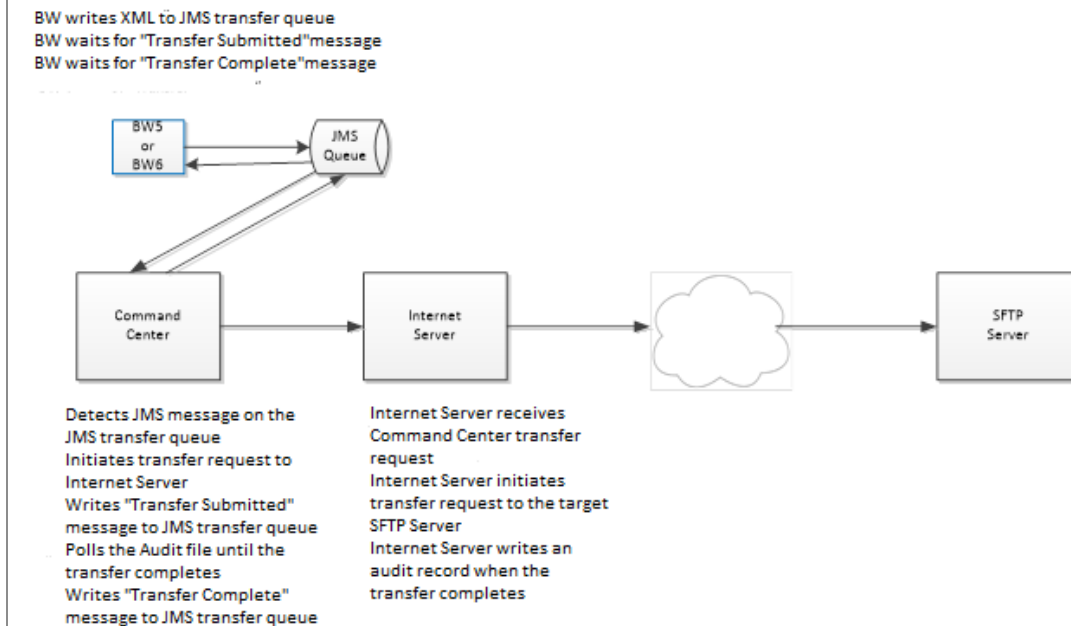 BW writes XML to JMS transfer queue
BW waits for "Transfer Submitted"message
BW waits for "Transfer Complete"message
BW5
or
BW6
JMS
Queue
Command
Center
Internet
Server
SFTP
Server
Detects JMS message on the
JMS transfer queue
Initiates transfer request to
Internet Server
Writes "Transfer Submitted"
message to JMS transfer queue
Polls the Audit file until the
transfer completes
Writes "Transfer Complete"
message to JMS transfer queue
Internet Server receives
Command Center transfer
request
Internet Server initiates
transfer request to the target
SFTP Server
Internet Server writes an
audit record when the
transfer completes